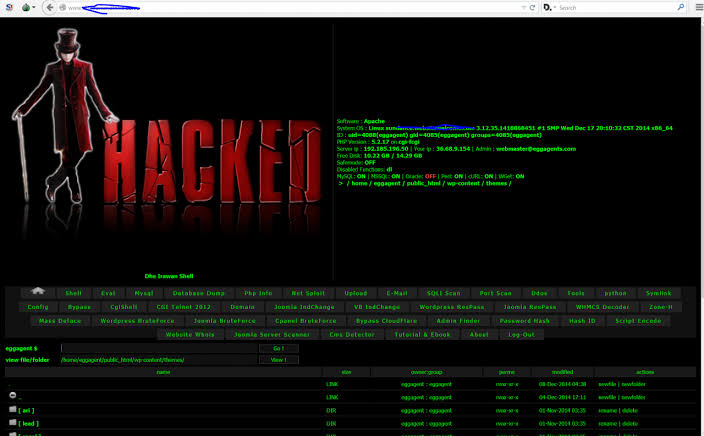 www.
Search
HACKED
Dhe Irawan Shell
Software : Apache
System OS : Linux 3.12.35.1418868451 #1 SMP Wed Dec 17 20:10:32 CST 2014 x86_64
ID : uid=4088(eggagent) gid=4085(eggagent) groups=4085(eggagent)
PHP Version : 5.2.17 on cgi-fcgi
Server ip : 192.185.196.50 | Your ip : 36.68.9.154 | Admin : webmaster@eggagents.com
Free Disk: 10.22 GB / 14.29 GB
Safemode: OFF
Disabled Functions: dl
MySQL: ON | MSSQL: ON | Oracle: OFF | Perl: ON | cURL: ON | WGet: ON
> / home / eggagent / public_html / wp-content / themes /
Shell Eval Mysql Database Dump Php Info Net Sploit Upload E-Mail SQLI Scan Port Scan Ddos Tools python Symlink
Config Bypass CgiShell CGI Telnet 2012 Domain Joomla IndChange VB IndChange Wordpress ResPass Joomla ResPass WHMCS Decoder Zone-H
Mass Deface Wordpress BruteForce Joomla BruteForce Cpanel BruteForce Bypass CloudFlare Admin Finder Password Hash Hash ID Script Encode
Website Whois Joomla Server Scanner Cms Detector Tutorial & Ebook About Log-Out
eggagent $ Go !
view file/folder /home/eggagent/public_html/wp-content/themes/ View !
name size owner:group perms modified actions
. LINK eggagent : eggagent rwxr-xr-x 08-Dec-2014 04:38 newfile | newfolder
.. LINK eggagent : eggagent rwxr-xr-x 04-Dec-2014 17:11 newfile | newfolder
[ ari ] DIR eggagent : eggagent rwxr-xr-x 01-Nov-2014 03:35 rename | delete
[ lead ] DIR eggagent : eggagent rwxr-xr-x 01-Nov-2014 03:35 rename | delete